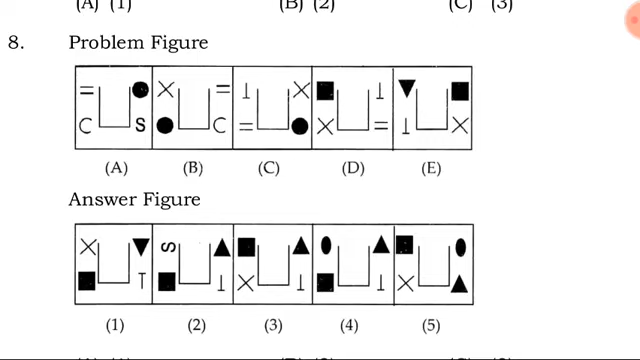 (A) (1) (B) (2) (C) (3)
8. Problem Figure
= × = ⊥ × ⊥
C S C = × = ⊥ ×
(A) (B) (C) (D) (E)
Answer Figure
× S
T ⊥ × ⊥ ⊥ ×
(1) (2) (3) (4) (5)